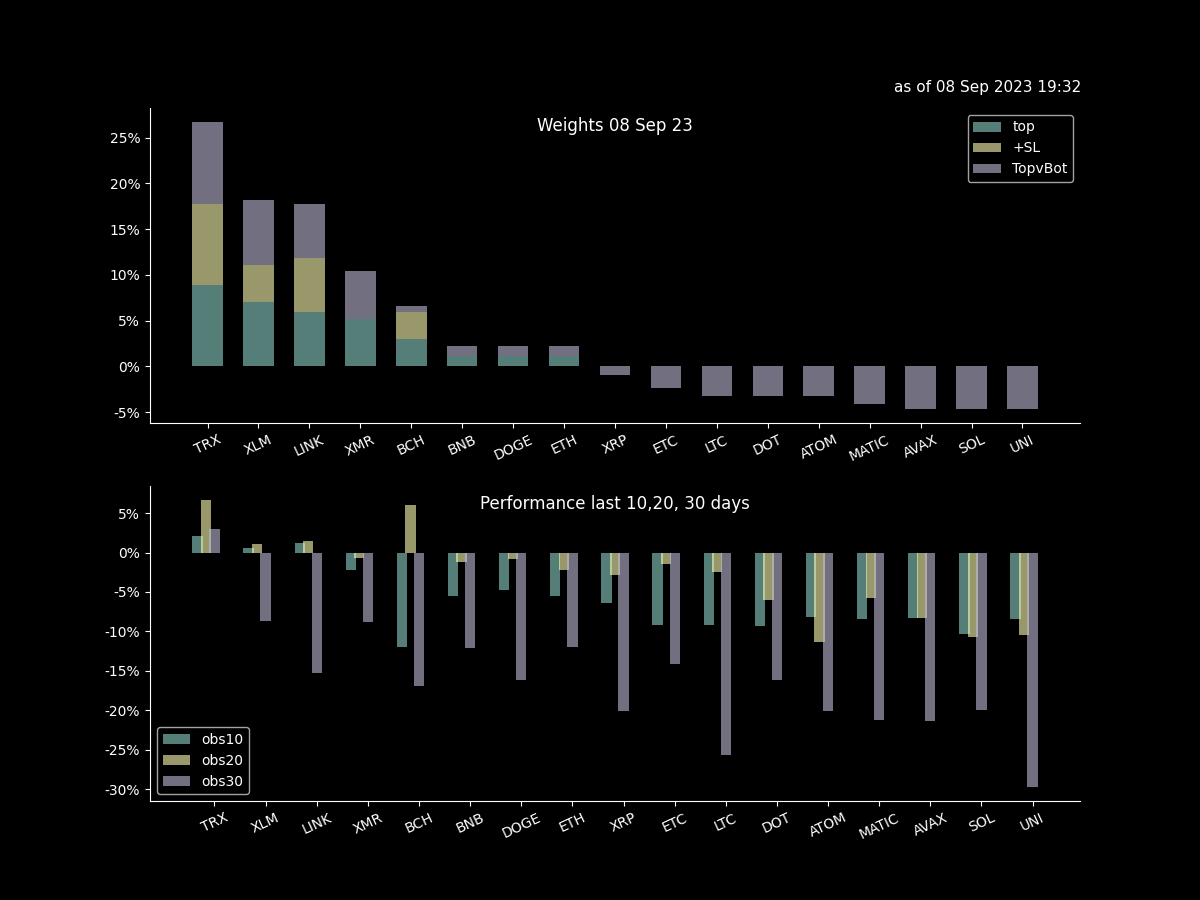 as of 08 Sep 2023 19:32
Weights 08 Sep 23
top
+SL
TopvBot
25%
20%
15%
10%
5%
0%
-5%
TRX XLM LINK XMR BCH BNB DOGE ETH XRP ETC LTC DOT ATOM MATIC AVAX SOL UNI
Performance last 10,20, 30 days
5%
0%
-5%
-10%
-15%
-20%
-25%
-30%
obs10
obs20
obs30
TRX XLM LINK XMR BCH BNB DOGE ETH XRP ETC LTC DOT ATOM MATIC AVAX SOL UNI